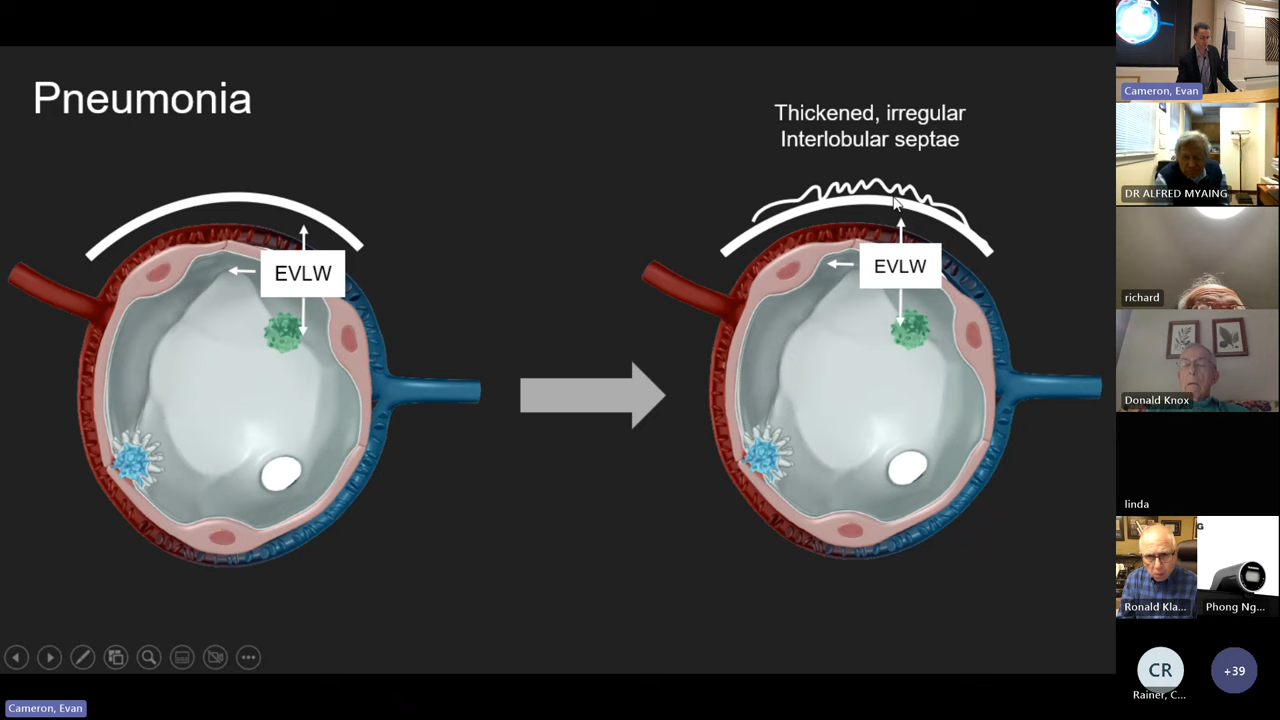 Pneumonia
Thickened, irregular
Interlobular septae
EVLW
EVLW
Cameron, Evan
Cameron, Evan
DR ALFRED MYAING
richard
Donald Knox
linda
Ronald Kla...
Phong Ng...
CR
Rainer, C...
+39